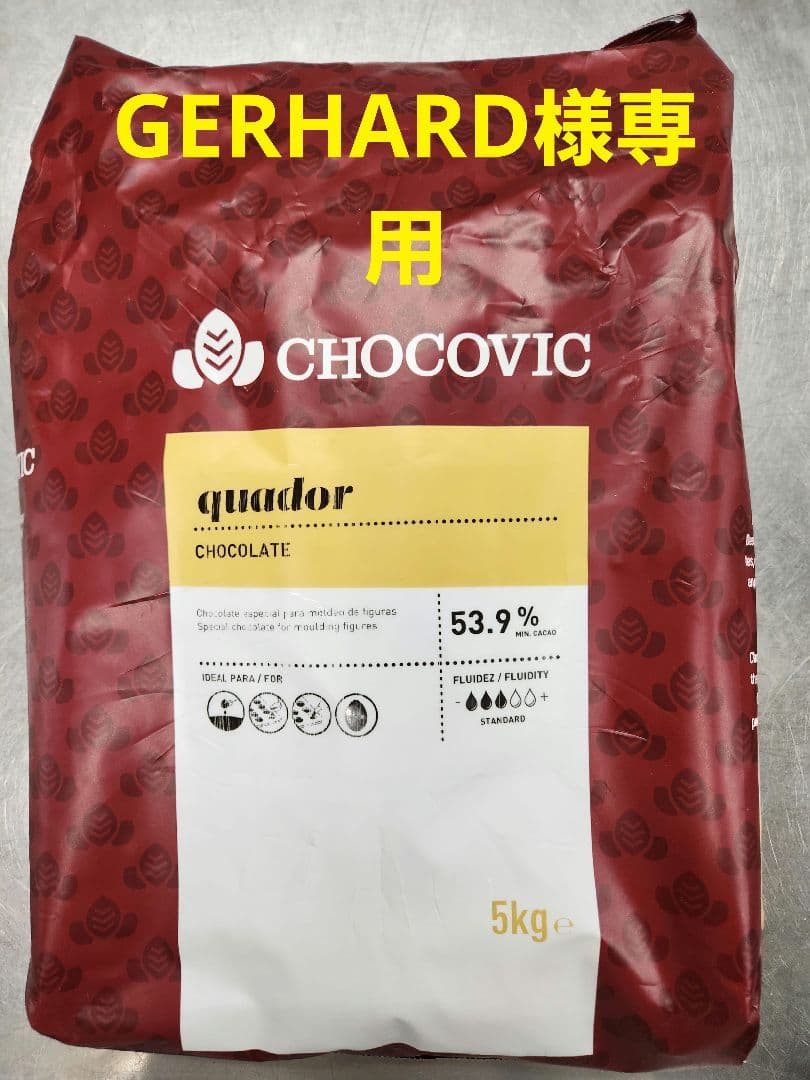 GERHARD様専
用
CHOCOVIC
IC
quador
CHOCOLATE
Chocolate especial para moldeo de figuras
Special chocolate for moulding figures
53.9%
MIN. CACAO
IDEAL PARA / FOR
FLUIDEZ / FLUIDITY
- +
STANDARD
5kg e